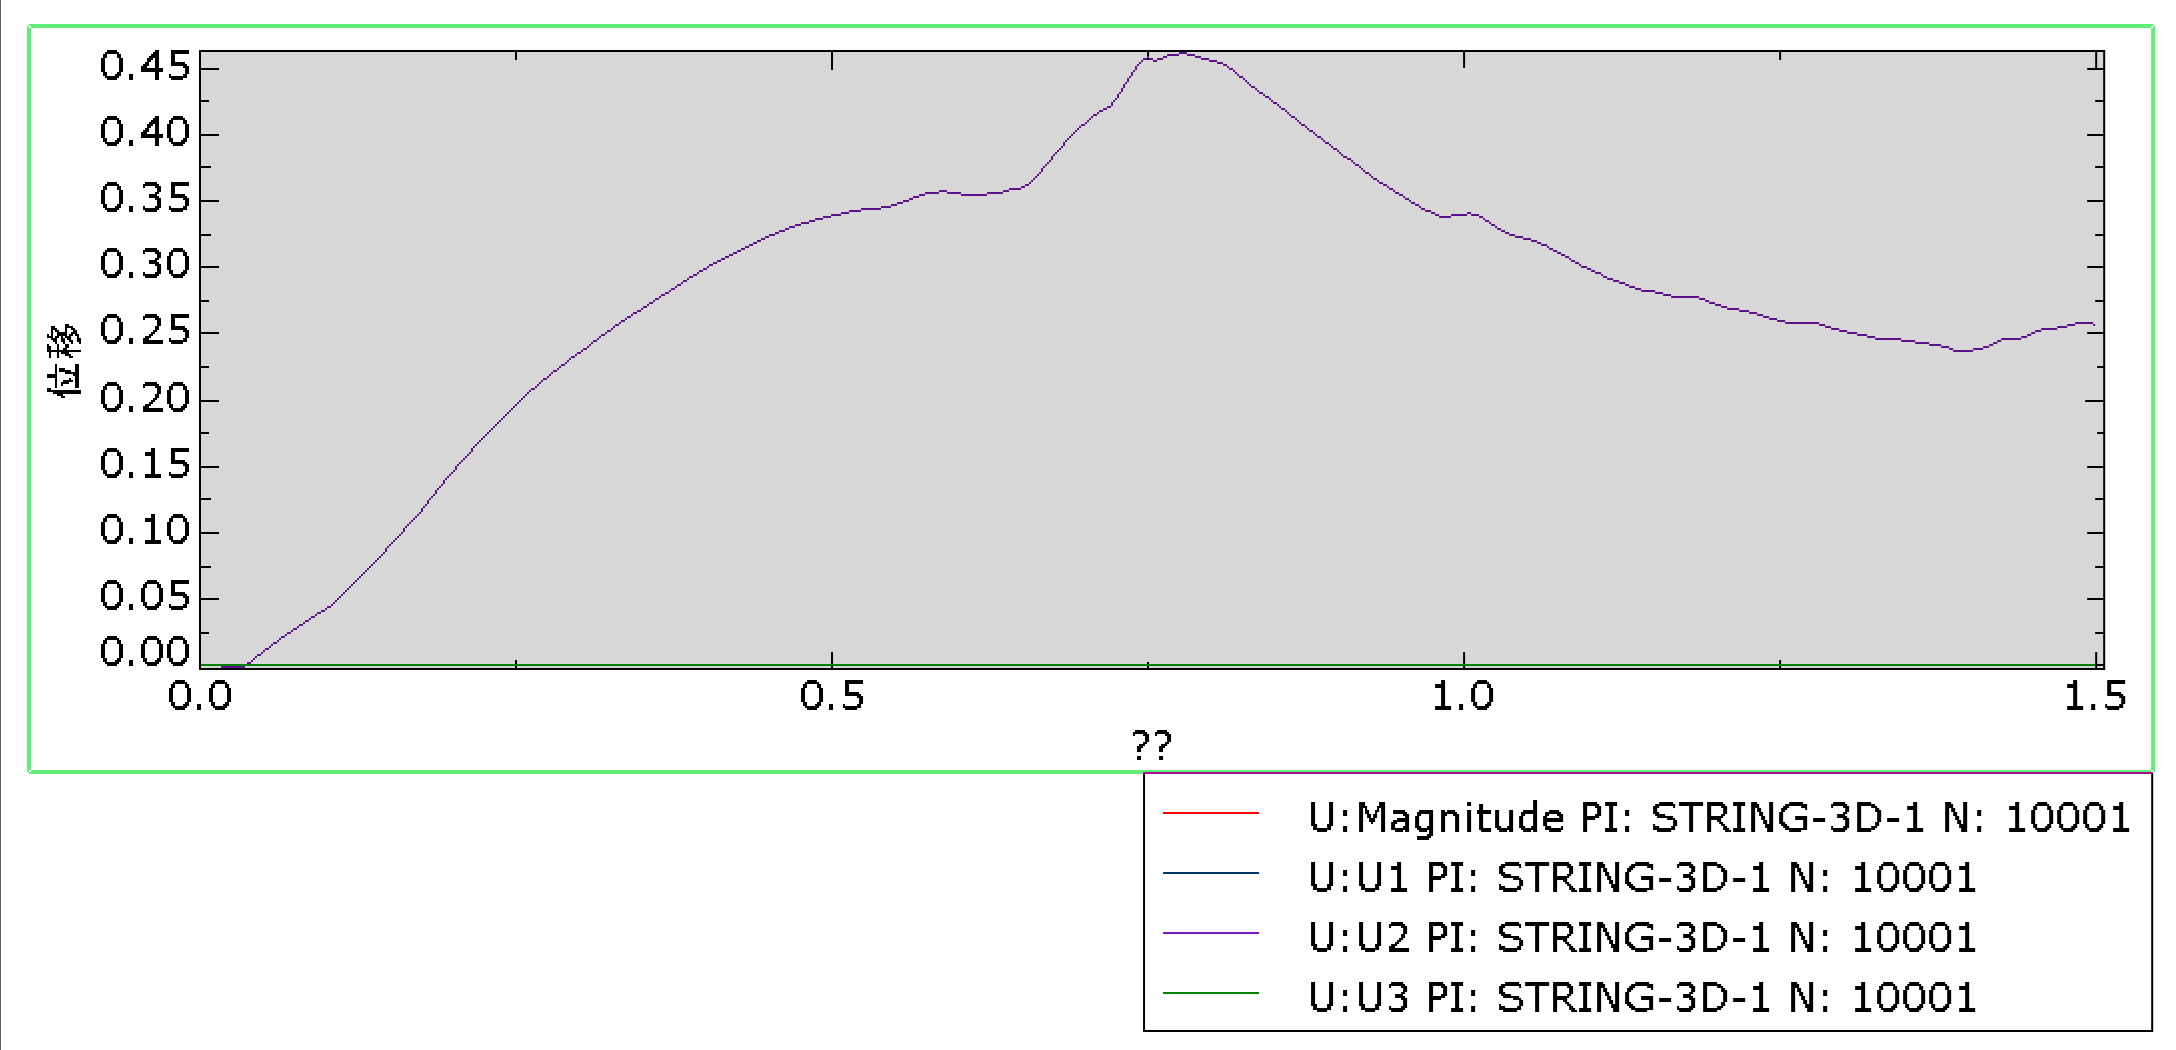 0.45
0.40
0.35
0.30
0.25
0.20
0.15
0.10
0.05
0.00
位移
0.0 0.5 1.0 1.5
??
U:Magnitude PI: STRING-3D-1 N: 10001
U:U1 PI: STRING-3D-1 N: 10001
U:U2 PI: STRING-3D-1 N: 10001
U:U3 PI: STRING-3D-1 N: 10001